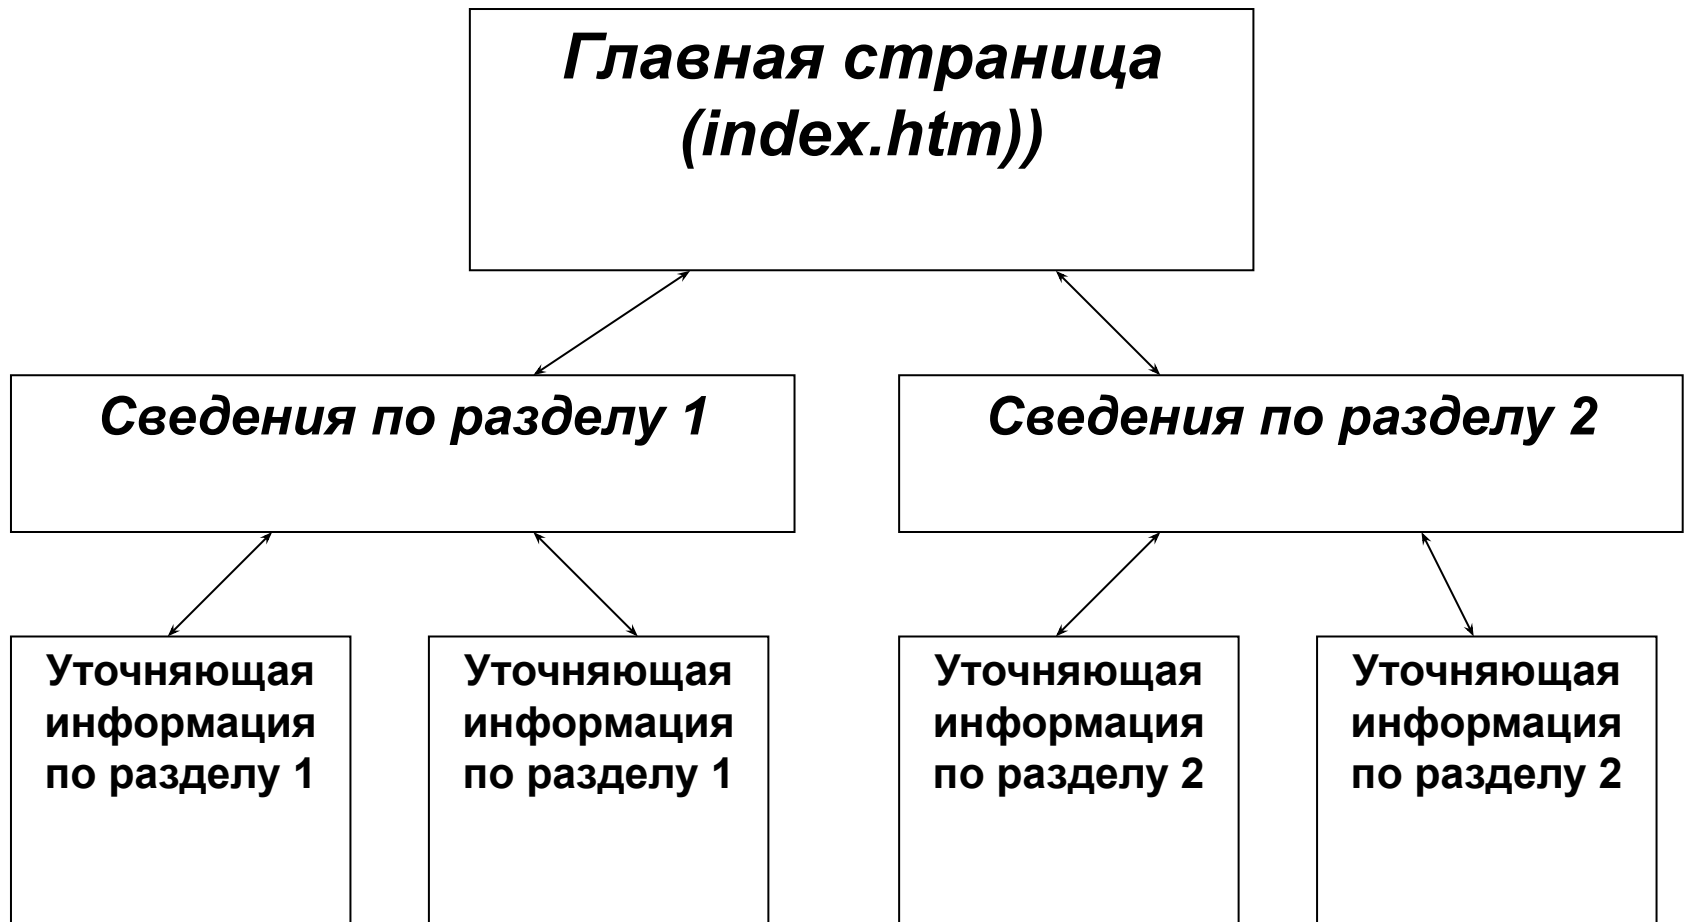 Главная страница
(index.htm))
Сведения по разделу 1
Сведения по разделу 2
Уточняющая
информация
по разделу 1
Уточняющая
информация
по разделу 1
Уточняющая
информация
по разделу 2
Уточняющая
информация
по разделу 2